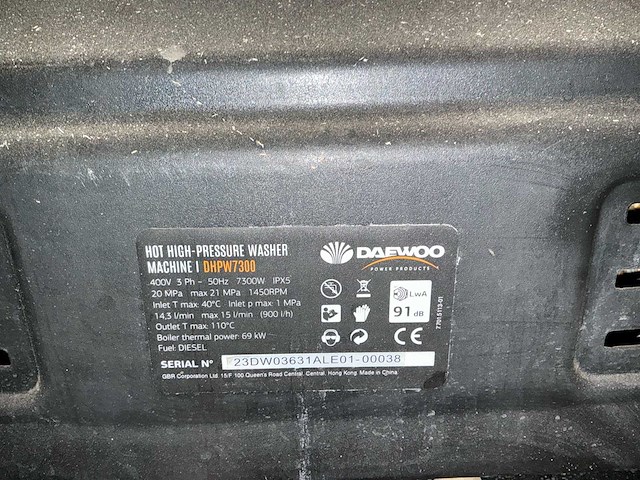 HOT HIGH-PRESSURE WASHER
MACHINE | DHPW7300
400V 3 Ph ~ 50Hz 7300W IPX5
20 MPa max 21 MPa 1450RPM
Inlet T max: 40°C Inlet p max: 1 MPa
14,3 l/min max 15 l/min (900 l/h)
Outlet T max: 110°C
Boiler thermal power: 69 kW
Fuel: DIESEL
DAEWOO
POWER PRODUCTS
LwA
91 dB
CE
SERIAL N° 23DW03631ALE01-00038
GBR Corporation Ltd. 15/F 100 Queen's Road Central, Central, Hong Kong. Made in China.